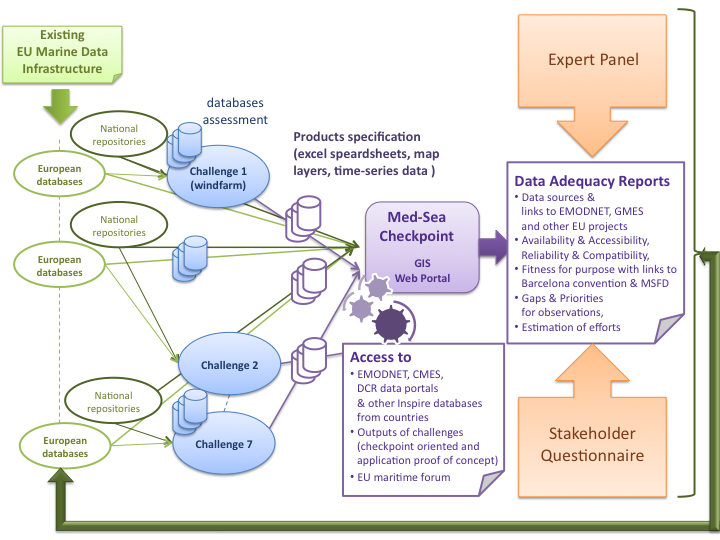 Existing
EU Marine Data
Infrastructure
Expert Panel
databases
assessment
National
repositories
Products specification
(excel speardsheets, map
layers, time-series data )
European
databases
Challenge 1
(windfarm)
Data Adequacy Reports
• Data sources &
links to EMODNET, GMES
and other EU projects
• Availability & Accessibility,
Reliability & Compatibility,
• Fitness for purpose with links to
Barcelona convention & MSFD
• Gaps & Priorities
for observations,
• Estimation of efforts
National
repositories
Med-Sea
Checkpoint
GIS
Web Portal
European
databases
Challenge 2
Access to
• EMODNET, CMES,
DCR data portals
& other Inspire databases
from countries
• Outputs of challenges
(checkpoint oriented and
application proof of concept)
• EU maritime forum
National
repositories
European
databases
Challenge 7
Stakeholder
Questionnaire